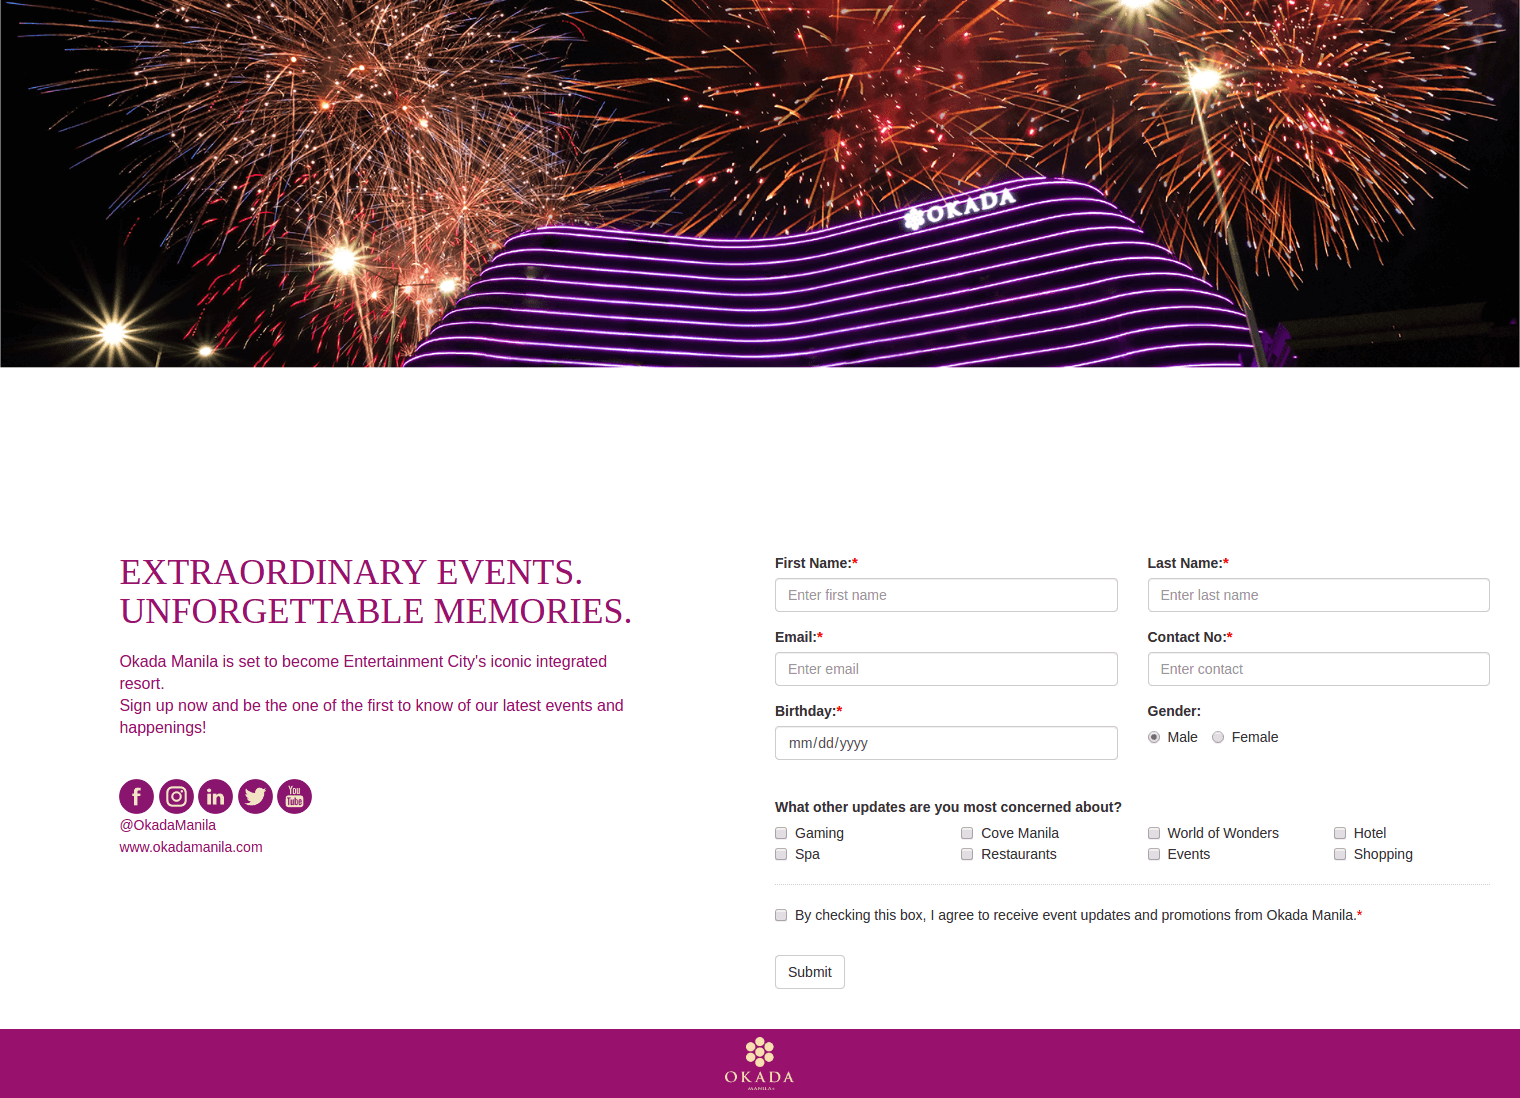 OKADA
EXTRAORDINARY EVENTS.
UNFORGETTABLE MEMORIES.
Okada Manila is set to become Entertainment City's iconic integrated
resort.
Sign up now and be the one of the first to know of our latest events and
happenings!
f in You Tube
@OkadaManila
www.okadamanila.com
First Name:* Last Name:*
Enter first name Enter last name
Email:* Contact No:*
Enter email Enter contact
Birthday:* Gender:
mm/dd/yyyy Male Female
What other updates are you most concerned about?
Gaming Cove Manila World of Wonders Hotel
Spa Restaurants Events Shopping
By checking this box, I agree to receive event updates and promotions from Okada Manila.*
Submit
OKADA
MANILA